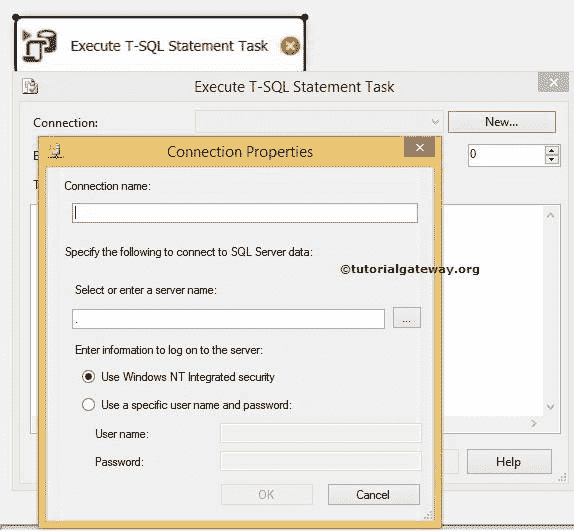 Execute T-SQL Statement Task
Execute T-SQL Statement Task
Connection:
New...
0
Connection Properties
Connection name:
Specify the following to connect to SQL Server data:
©tutorialgateway.org
Select or enter a server name:
.
...
Enter information to log on to the server:
Use Windows NT Integrated security
Use a specific user name and password:
User name:
Password:
OK
Cancel
Help